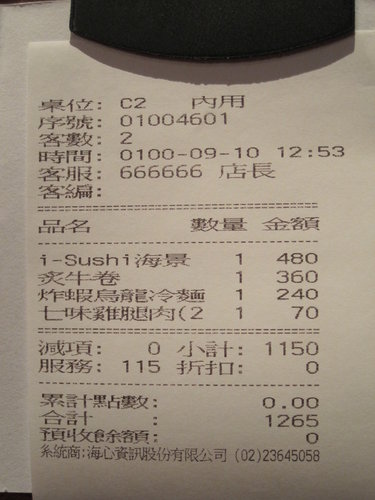 桌位: C2 內用
序號: 01004601
客數: 2
時間: 0100-09-10 12:53
客服: 666666 店長
客編:
品名 數量 金額
i-Sushi海景 1 480
炙牛卷 1 360
炸蝦烏龍冷麵 1 240
七味雞腿肉(2 1 70
減項: 0 小計: 1150
服務: 115 折扣: 0
累計點數: 0.00
合計 : 1265
預收餘額: 0
系統商:海心資訊股份有限公司 (02)23645058